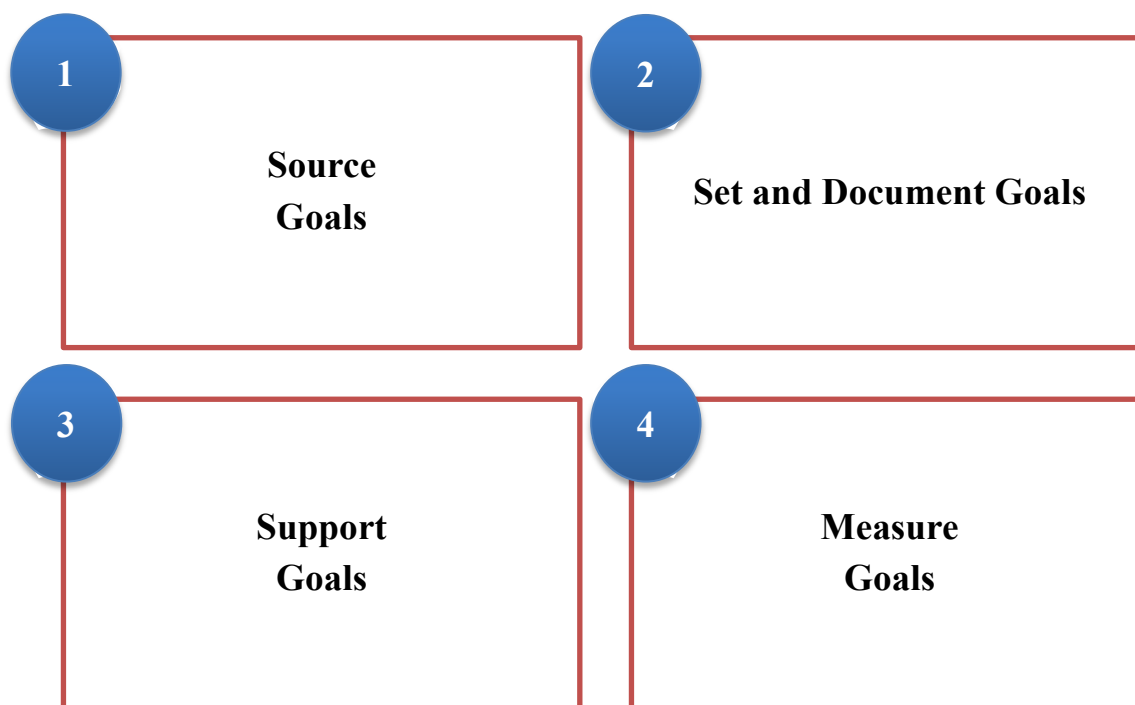 1
Source
Goals
2
Set and Document Goals
3
Support
Goals
4
Measure
Goals